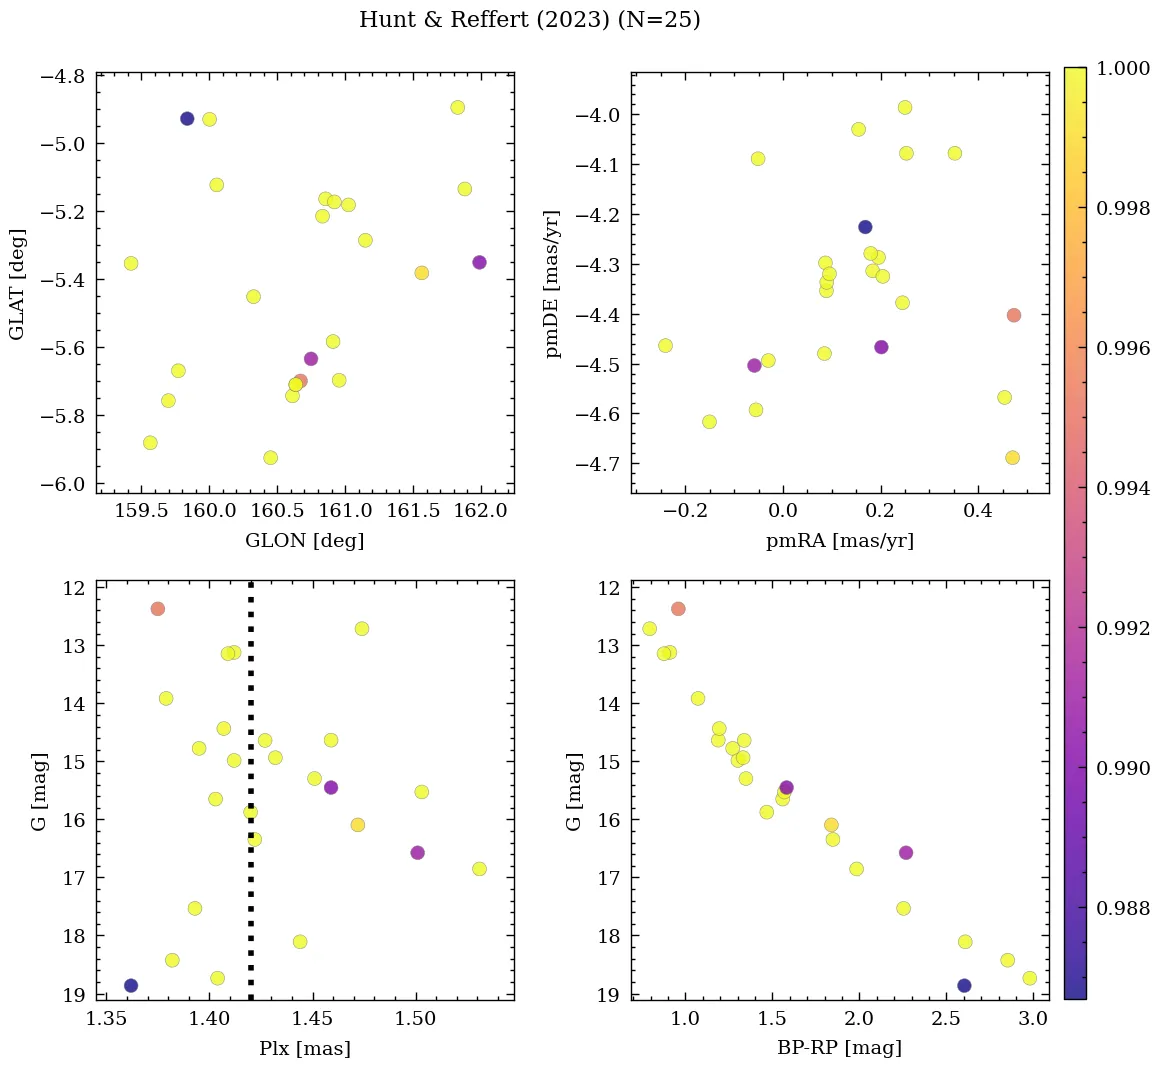 Hunt & Reffert (2023) (N=25)
−4.8
−5.0
−5.2
−5.4
−5.6
−5.8
−6.0
GLAT [deg]
159.5 160.0 160.5 161.0 161.5 162.0
GLON [deg]
−4.0
−4.1
−4.2
−4.3
−4.4
−4.5
−4.6
−4.7
pmDE [mas/yr]
−0.2 0.0 0.2 0.4
pmRA [mas/yr]
12
13
14
15
16
17
18
19
G [mag]
1.35 1.40 1.45 1.50
Plx [mas]
12
13
14
15
16
17
18
19
G [mag]
1.0 1.5 2.0 2.5 3.0
BP-RP [mag]
1.000
0.998
0.996
0.994
0.992
0.990
0.988